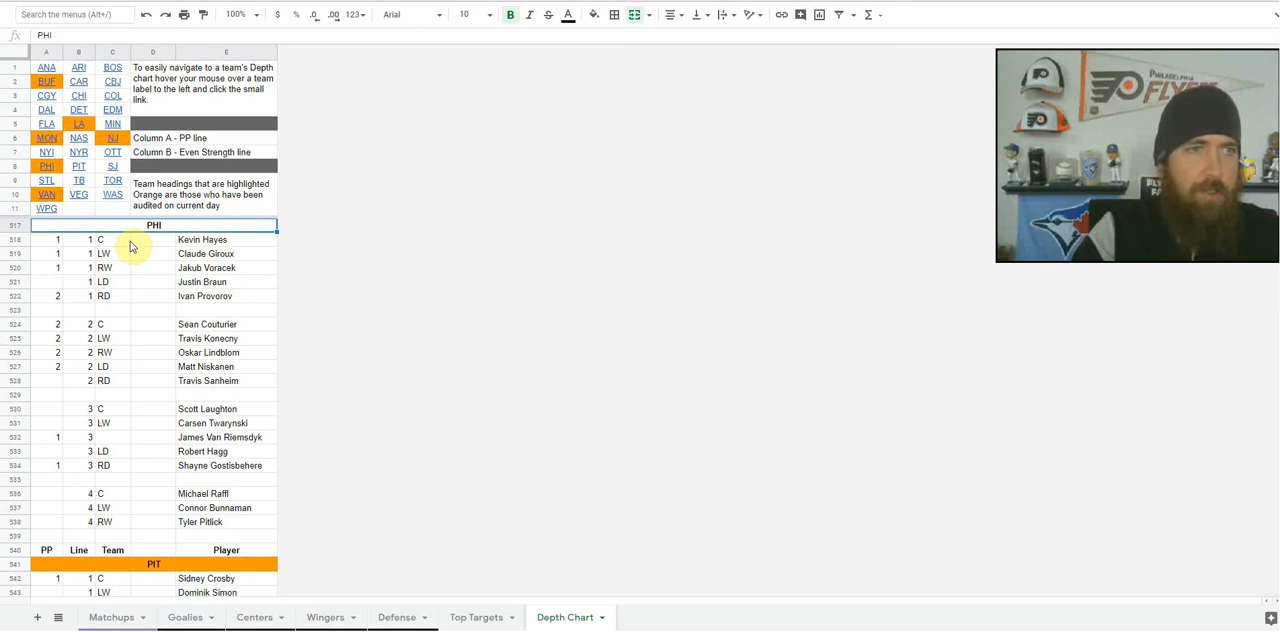 Search the menus (Alt+/) 100% $ % .0 .00 123 Arial 10 B I S A Σ
fx PHI
A B C D E
1 ANA ARI BOS To easily navigate to a team's Depth
2 BUF CAR CBJ chart hover your mouse over a team
3 CGY CHI COL label to the left and click the small
4 DAL DET EDM link.
5 FLA LA MIN
6 MON NAS NJ Column A - PP line
7 NYI NYR OTT Column B - Even Strength line
8 PHI PIT SJ
9 STL TB TOR Team headings that are highlighted
10 VAN VEG WAS Orange are those who have been
11 WPG audited on current day
517 PHI
518 1 1 C Kevin Hayes
519 1 1 LW Claude Giroux
520 1 1 RW Jakub Voracek
521 1 LD Justin Braun
522 2 1 RD Ivan Provorov
523
524 2 2 C Sean Couturier
525 2 2 LW Travis Konecny
526 2 2 RW Oskar Lindblom
527 2 2 LD Matt Niskanen
528 2 RD Travis Sanheim
529
530 3 C Scott Laughton
531 3 LW Carsen Twarynski
532 1 3 James Van Riemsdyk
533 3 LD Robert Hagg
534 1 3 RD Shayne Gostisbehere
535
536 4 C Michael Raffl
537 4 LW Connor Bunnaman
538 4 RW Tyler Pitlick
539
540 PP Line Team Player
541 PIT
542 1 1 C Sidney Crosby
543 1 LW Dominik Simon
Matchups Goalies Centers Wingers Defense Top Targets Depth Chart
PHILADELPHIA
FLYERS